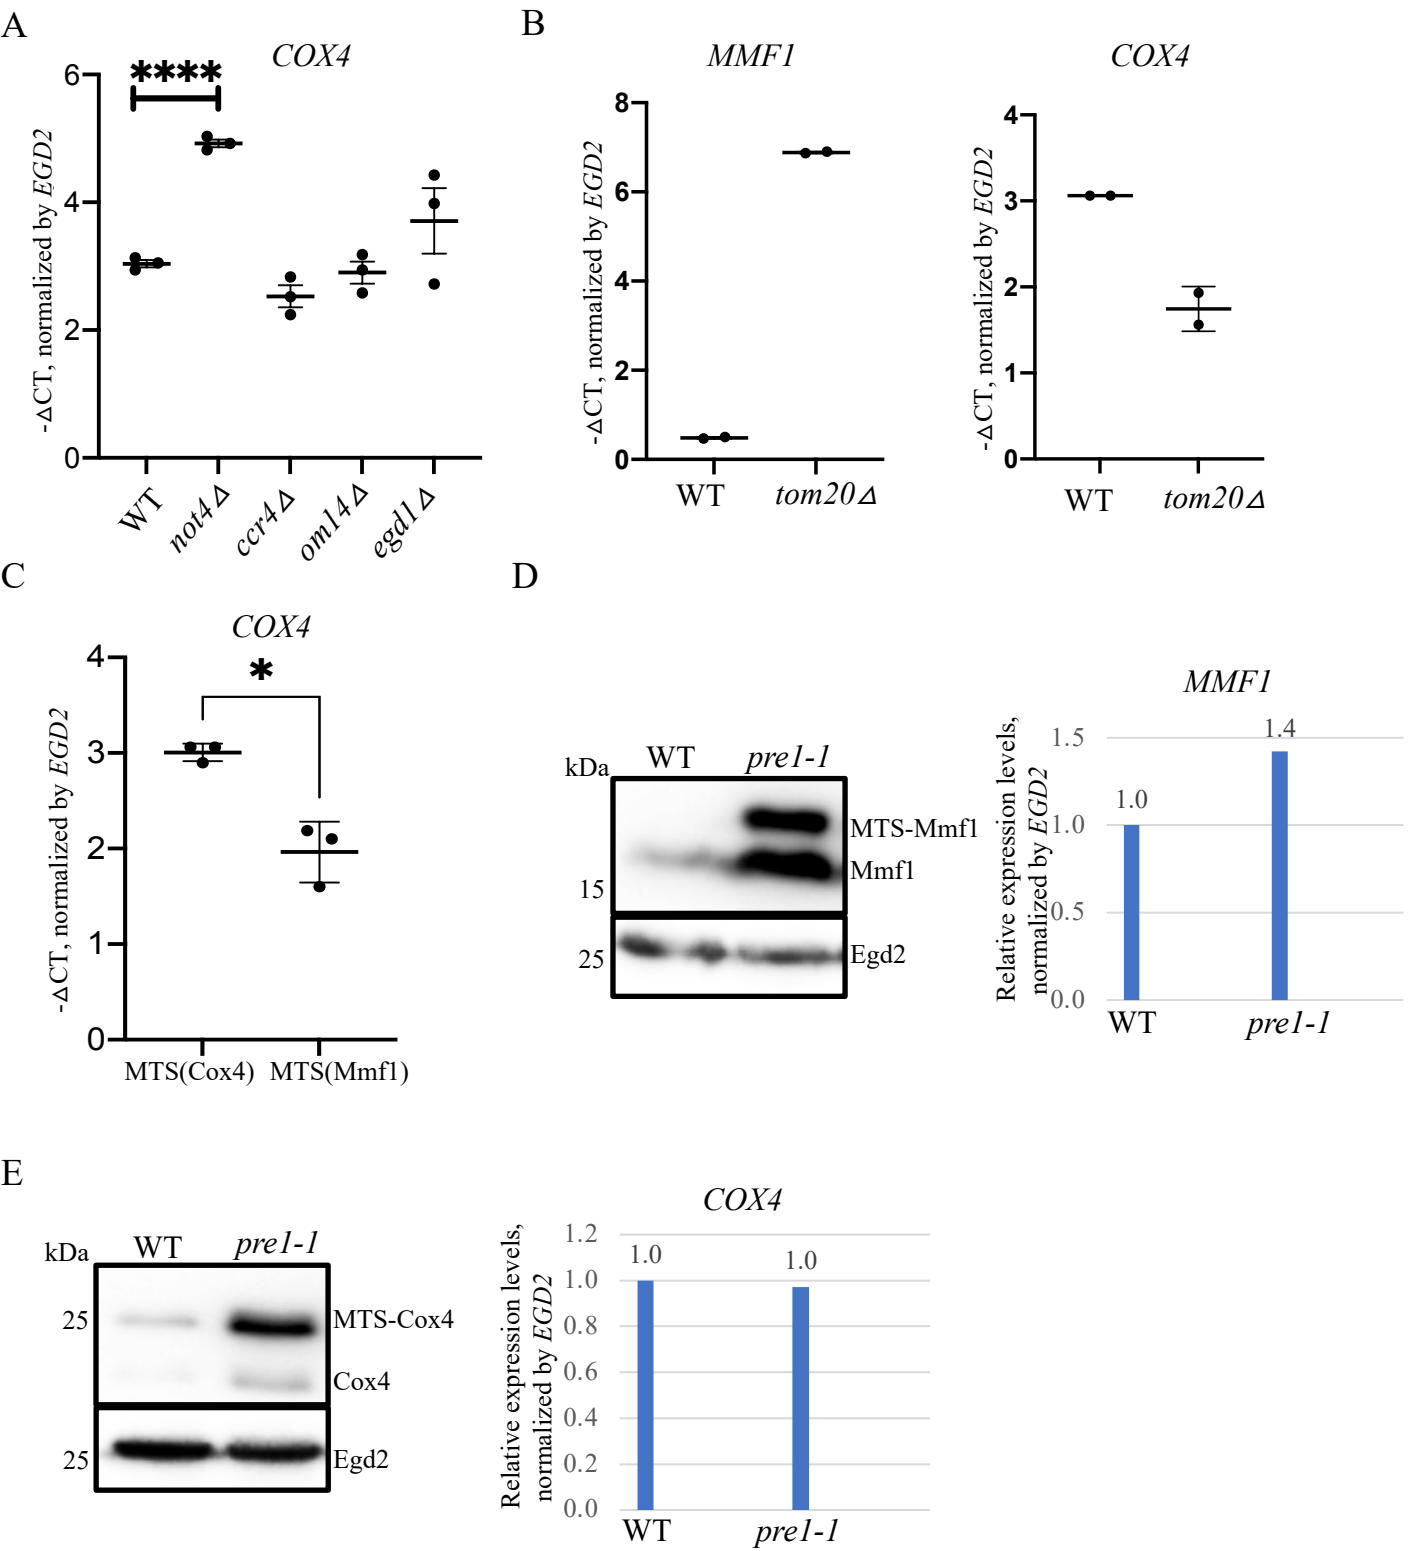 A
COX4
-ΔCT, normalized by EGD2
6
4
2
0
****
WT
not4Δ
ccr4Δ
om14Δ
egd1Δ
B
MMF1
-ΔCT, normalized by EGD2
8
6
4
2
0
WT
tom20Δ
COX4
-ΔCT, normalized by EGD2
4
3
2
1
0
WT
tom20Δ
C
COX4
-ΔCT, normalized by EGD2
4
3
2
1
0
*
MTS(Cox4)
MTS(Mmf1)
D
kDa
WT
pre1-1
MTS-Mmf1
Mmf1
15
25
Egd2
MMF1
Relative expression levels,
normalized by EGD2
1.5
1.0
0.5
0.0
1.0
1.4
WT
pre1-1
E
kDa
WT
pre1-1
25
MTS-Cox4
Cox4
25
Egd2
COX4
Relative expression levels,
normalized by EGD2
1.2
1.0
0.8
0.6
0.4
0.2
0.0
1.0
1.0
WT
pre1-1